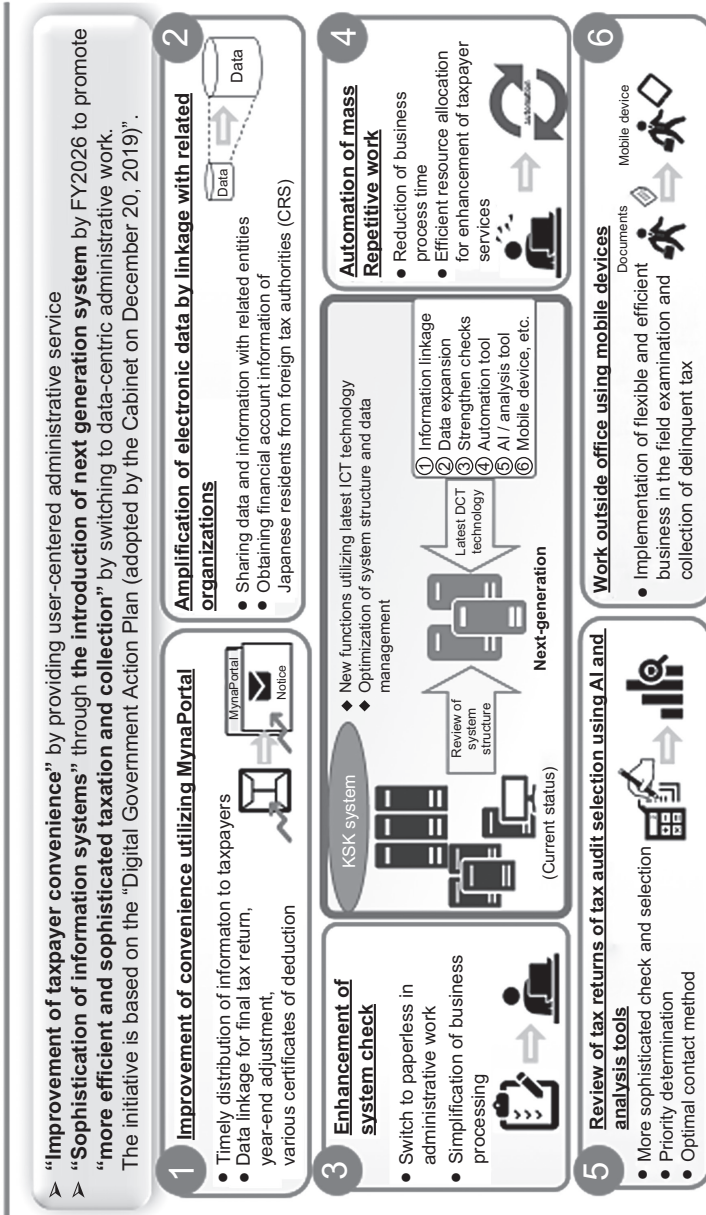 ➢ “Improvement of taxpayer convenience” by providing user-centered administrative service
➢ “Sophistication of information systems” through the introduction of next generation system by FY2026 to promote
“more efficient and sophisticated taxation and collection” by switching to data-centric administrative work.
The initiative is based on the “Digital Government Action Plan (adopted by the Cabinet on December 20, 2019)”.
1
Improvement of convenience utilizing MynaPortal
● Timely distribution of information to taxpayers
● Data linkage for final tax return,
year-end adjustment,
various certificates of deduction
MynaPortal
Notice
2
Amplification of electronic data by linkage with related
organizations
● Sharing data and information with related entities
● Obtaining financial account information of
Japanese residents from foreign tax authorities (CRS)
Data
Data
3
Enhancement of
system check
● Switch to paperless in
administrative work
● Simplification of business
processing
KSK system
◆ New functions utilizing latest ICT technology
◆ Optimization of system structure and data
management
(Current status)
Review of
system
structure
Next-generation
Latest DCT
technology
① Information linkage
② Data expansion
③ Strengthen checks
④ Automation tool
⑤ AI / analysis tool
⑥ Mobile device, etc.
4
Automation of mass
Repetitive work
● Reduction of business
process time
● Efficient resource allocation
for enhancement of taxpayer
services
automation
5
Review of tax returns of tax audit selection using AI and
analysis tools
● More sophisticated check and selection
● Priority determination
● Optimal contact method
6
Work outside office using mobile devices
● Implementation of flexible and efficient
business in the field examination and
collection of delinquent tax
Documents
Mobile device